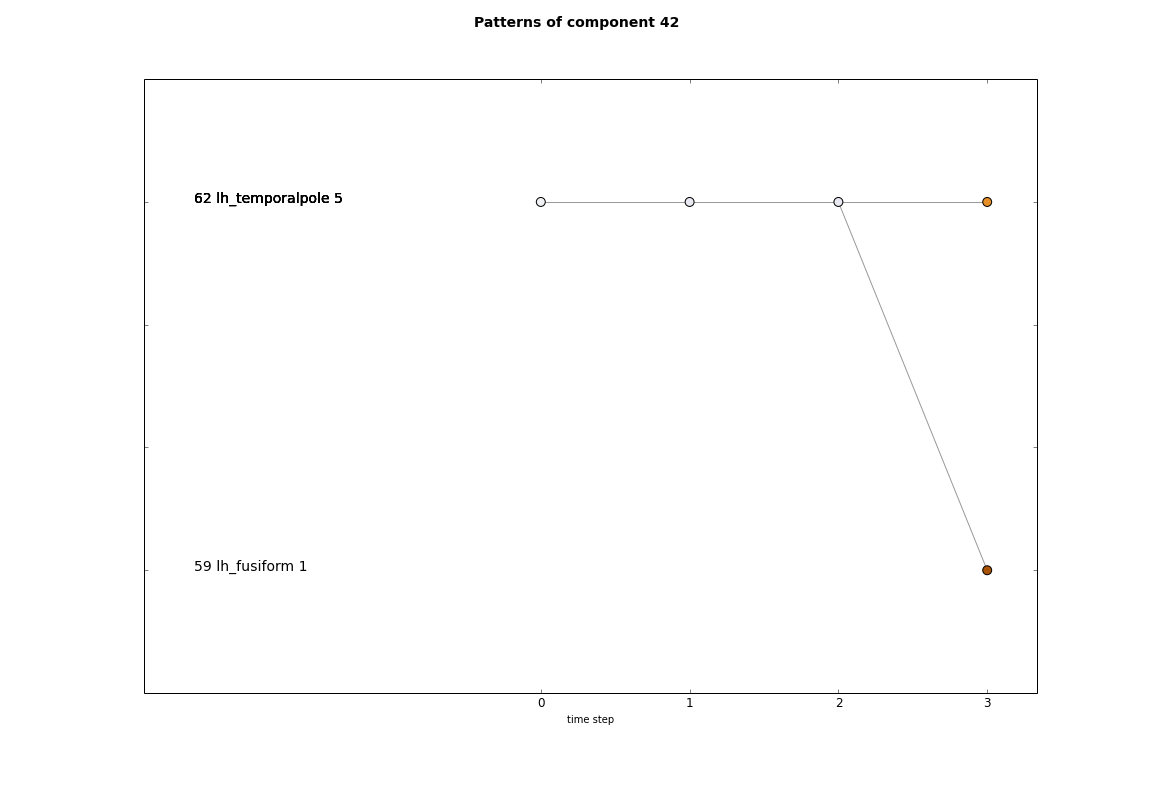 Patterns of component 42
62 lh_temporalpole 5
59 lh_fusiform 1
0 1 2 3
time step